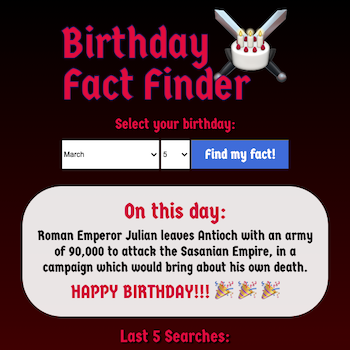 Birthday
Fact Finder
Select your birthday:
March 5 Find my fact!
On this day:
Roman Emperor Julian leaves Antioch with an army
of 90,000 to attack the Sasanian Empire, in a
campaign which would bring about his own death.
HAPPY BIRTHDAY!!! 🎉 🎉 🎉
Last 5 Searches: